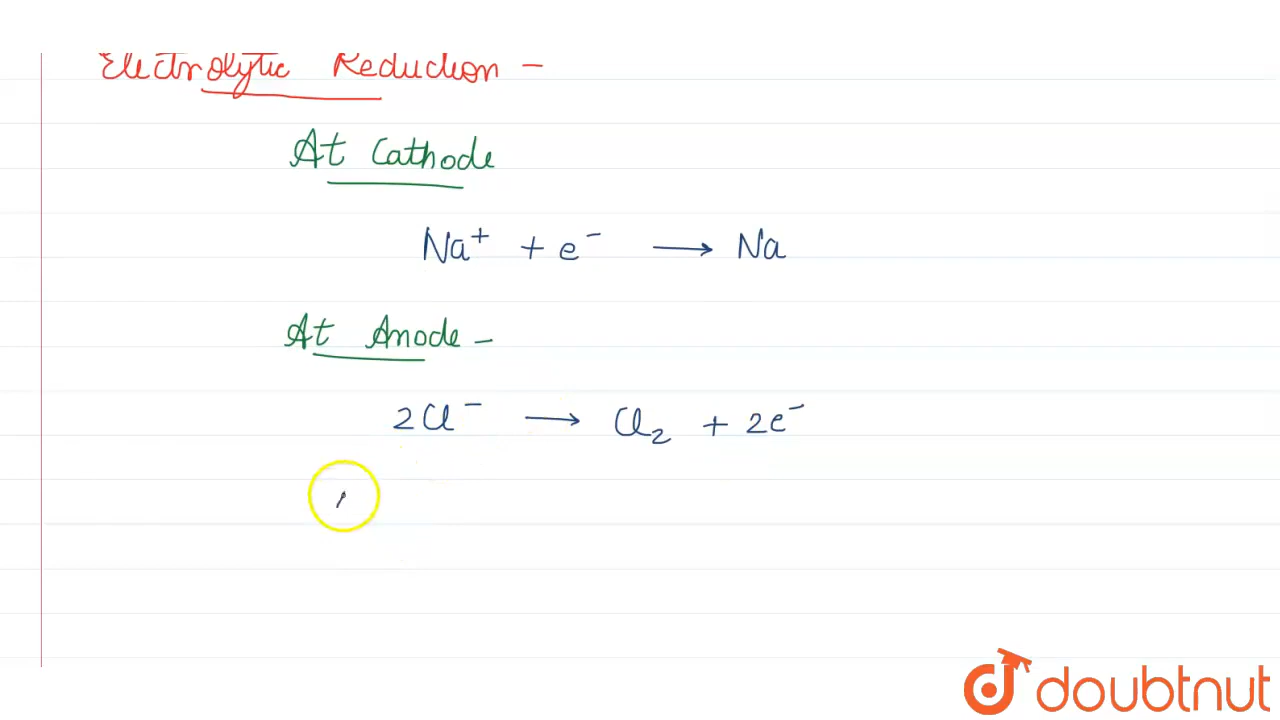 Electrolytic Reduction -
At Cathode
Na⁺ + e⁻ ⟶ Na
At Anode -
2Cl⁻ ⟶ Cl₂ + 2e⁻
doubtnut